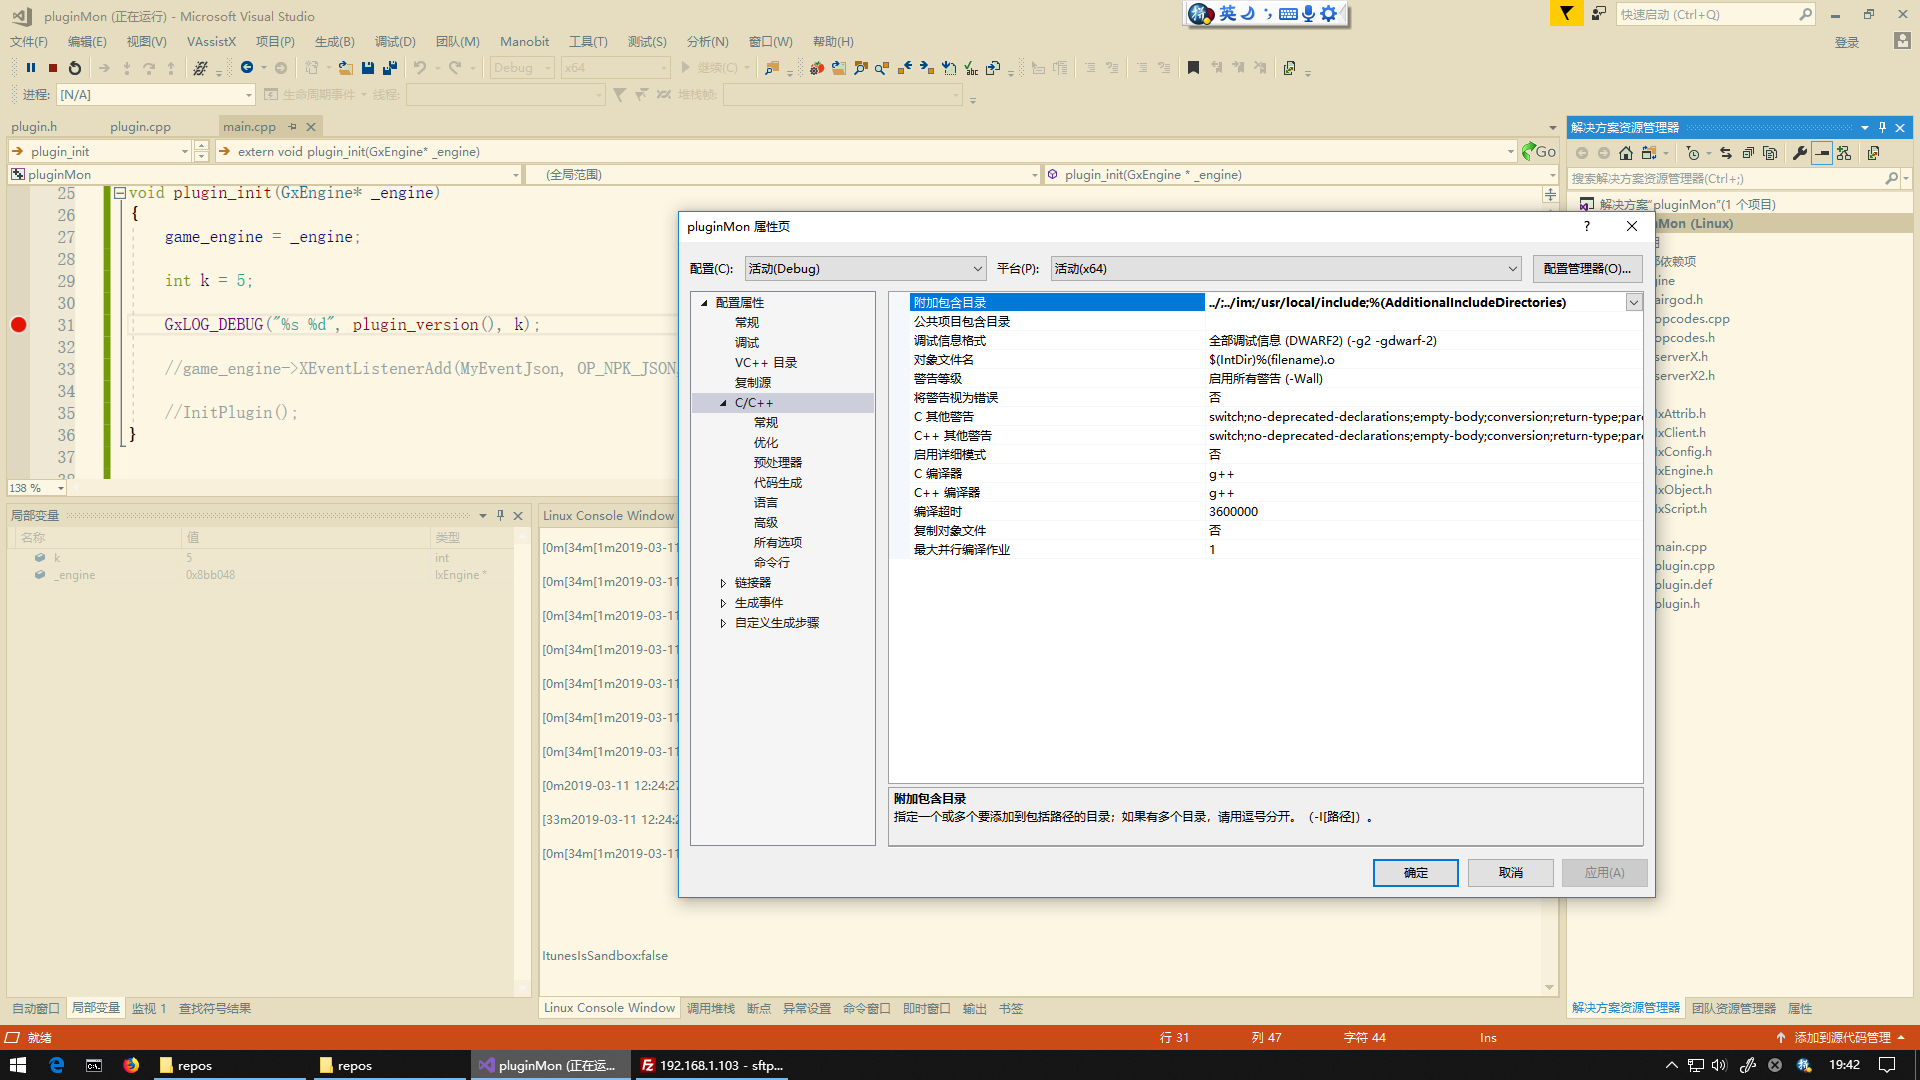 pluginMon (正在运行) - Microsoft Visual Studio
英
快速启动 (Ctrl+Q)
文件(F) 编辑(E) 视图(V) VAssistX 项目(P) 生成(B) 调试(D) 团队(M) Manobit 工具(T) 测试(S) 分析(N) 窗口(W) 帮助(H)
登录
Debug x64 继续(C)
进程: [N/A] 生命周期事件 线程: 堆栈帧:
plugin.h plugin.cpp main.cpp
plugin_init extern void plugin_init(GxEngine* _engine) Go
pluginMon (全局范围) plugin_init(GxEngine * _engine)
25 void plugin_init(GxEngine* _engine)
26 {
27 game_engine = _engine;
28
29 int k = 5;
30
31 GxLOG_DEBUG("%s %d", plugin_version(), k);
32
33 //game_engine->XEventListenerAdd(MyEventJson, OP_NPK_JSON,
34
35 //InitPlugin();
36 }
37
38
138 %
局部变量
名称 值 类型
k 5 int
_engine 0x8bb048 IxEngine *
自动窗口 局部变量 监视 1 查找符号结果
Linux Console Window
[0m[34m[1m2019-03-11
[0m[34m[1m2019-03-11
[0m[34m[1m2019-03-11
[0m[34m[1m2019-03-11
[0m[34m[1m2019-03-11
[0m[34m[1m2019-03-11
[0m[34m[1m2019-03-11
[0m2019-03-11 12:24:27
[33m2019-03-11 12:24:2
[0m[34m[1m2019-03-11
ItunesIsSandbox:false
Linux Console Window 调用堆栈 断点 异常设置 命令窗口 即时窗口 输出 书签
pluginMon 属性页
?
配置(C): 活动(Debug) 平台(P): 活动(x64) 配置管理器(O)...
配置属性
常规
调试
VC++ 目录
复制源
C/C++
常规
优化
预处理器
代码生成
语言
高级
所有选项
命令行
链接器
生成事件
自定义生成步骤
附加包含目录 ../;../im;/usr/local/include;%(AdditionalIncludeDirectories)
公共项目包含目录
调试信息格式 全部调试信息 (DWARF2) (-g2 -gdwarf-2)
对象文件名 $(IntDir)%(filename).o
警告等级 启用所有警告 (-Wall)
将警告视为错误 否
C 其他警告 switch;no-deprecated-declarations;empty-body;conversion;return-type;pare
C++ 其他警告 switch;no-deprecated-declarations;empty-body;conversion;return-type;pare
启用详细模式 否
C 编译器 g++
C++ 编译器 g++
编译超时 3600000
复制对象文件 否
最大并行编译作业 1
附加包含目录
指定一个或多个要添加到包括路径的目录；如果有多个目录，请用逗号分开。 (-I[路径]) 。
确定 取消 应用(A)
解决方案资源管理器
搜索解决方案资源管理器(Ctrl+;)
解决方案"pluginMon"(1 个项目)
Mon (Linux)
依赖项
ine
airgod.h
opcodes.cpp
opcodes.h
serverX.h
serverX2.h
IxAttrib.h
IxClient.h
IxConfig.h
IxEngine.h
IxObject.h
IxScript.h
main.cpp
plugin.cpp
plugin.def
plugin.h
解决方案资源管理器 团队资源管理器 属性
就绪 行 31 列 47 字符 44 Ins 添加到源代码管理
repos repos pluginMon (正在运... 192.168.1.103 - sftp... 19:42